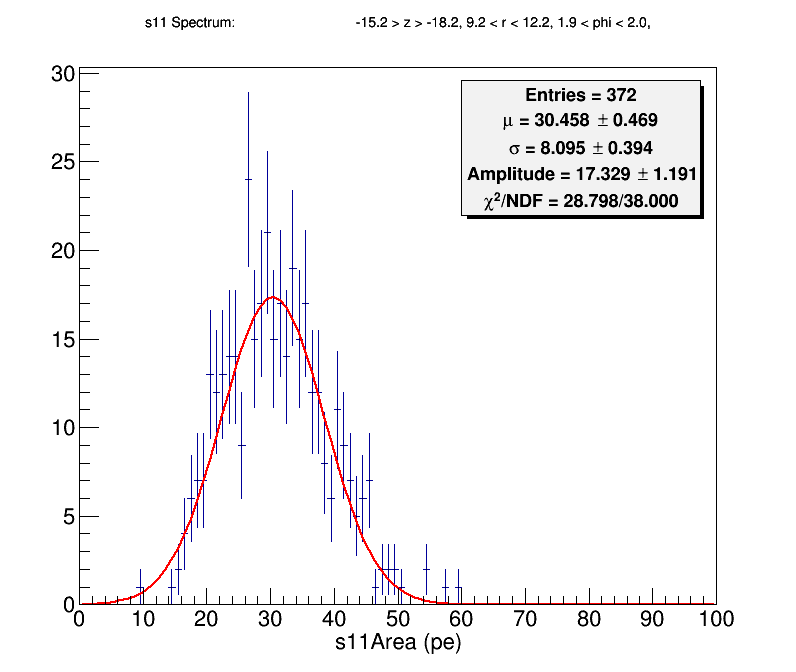 s11 Spectrum: -15.2 > z > -18.2, 9.2 < r < 12.2, 1.9 < phi < 2.0,
Entries = 372
μ = 30.458 ± 0.469
σ = 8.095 ± 0.394
Amplitude = 17.329 ± 1.191
χ²/NDF = 28.798/38.000
30
25
20
15
10
5
0
0 10 20 30 40 50 60 70 80 90 100
s11Area (pe)